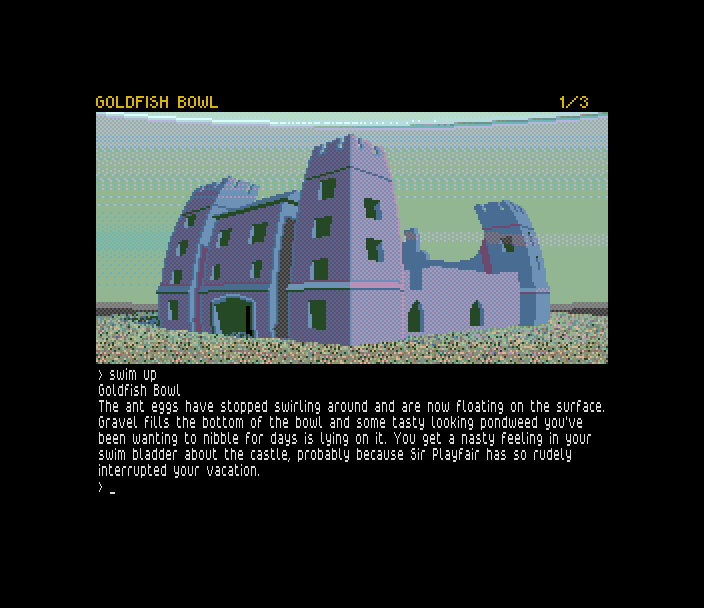 GOLDFISH BOWL 1/3
> swim up
Goldfish Bowl
The ant eggs have stopped swirling around and are now floating on the surface.
Gravel fills the bottom of the bowl and some tasty looking pondweed you've
been wanting to nibble for days is lying on it. You get a nasty feeling in your
swim bladder about the castle, probably because Sir Playfair has so rudely
interrupted your vacation.
> _